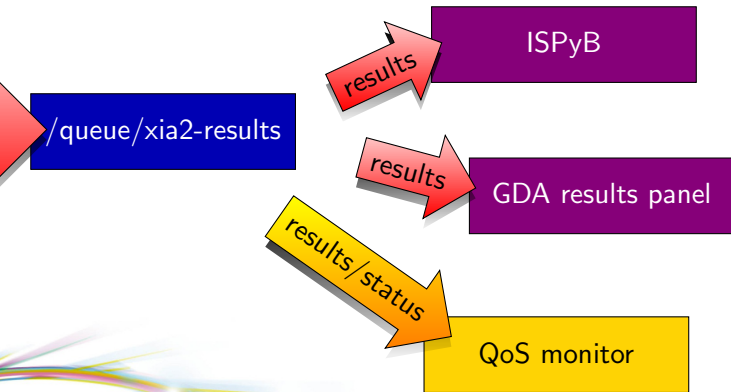 ISPyB
results
/queue/xia2-results
results
GDA results panel
results/status
QoS monitor